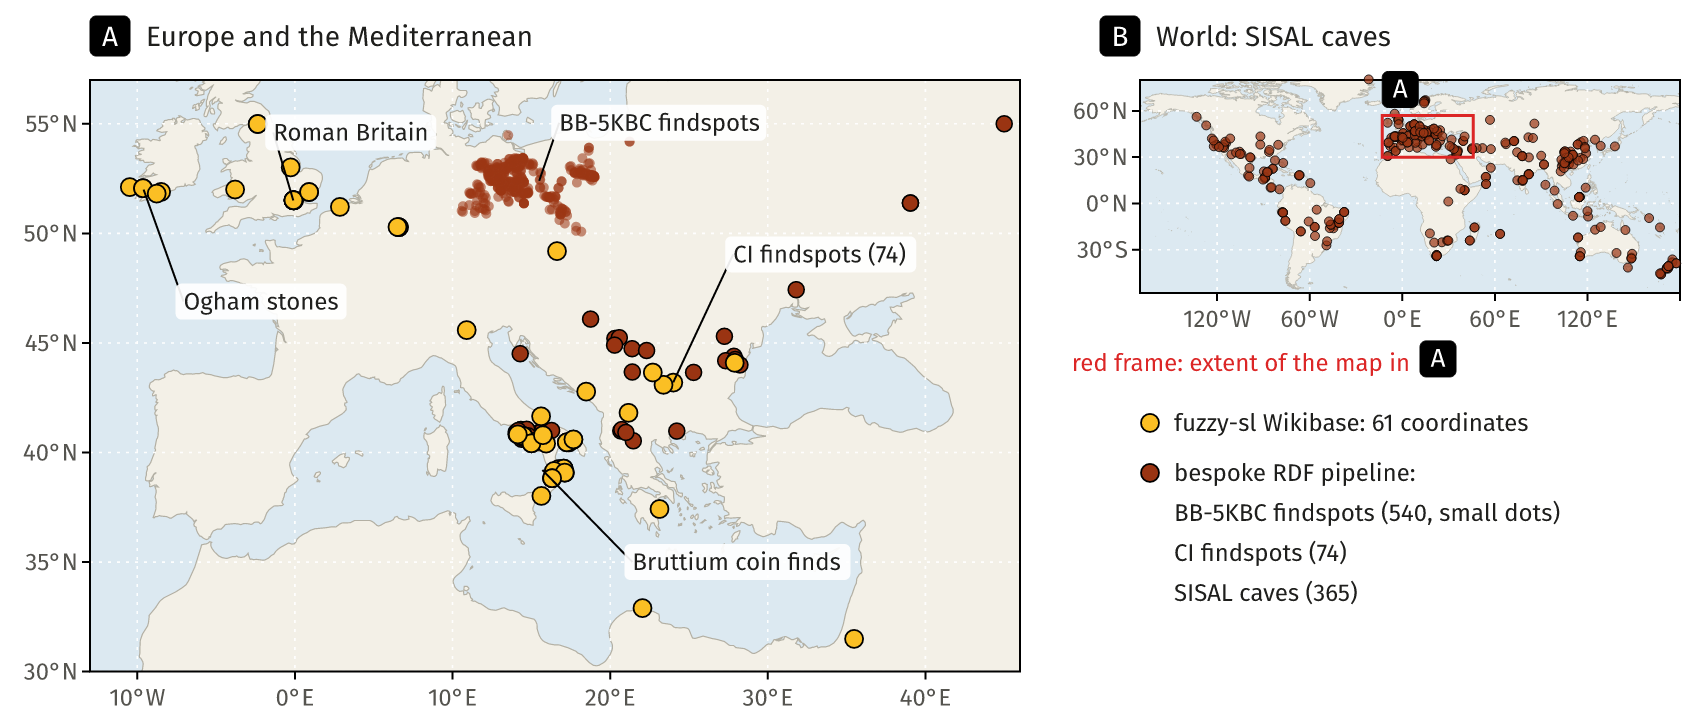 A Europe and the Mediterranean
55°N
50°N
45°N
40°N
35°N
30°N
10°W 0°E 10°E 20°E 30°E 40°E
Roman Britain
BB-5KBC findspots
CI findspots (74)
Ogham stones
Bruttium coin finds
B World: SISAL caves
A
60°N
30°N
0°N
30°S
120°W 60°W 0°E 60°E 120°E
red frame: extent of the map in A
fuzzy-sl Wikibase: 61 coordinates
bespoke RDF pipeline:
BB-5KBC findspots (540, small dots)
CI findspots (74)
SISAL caves (365)